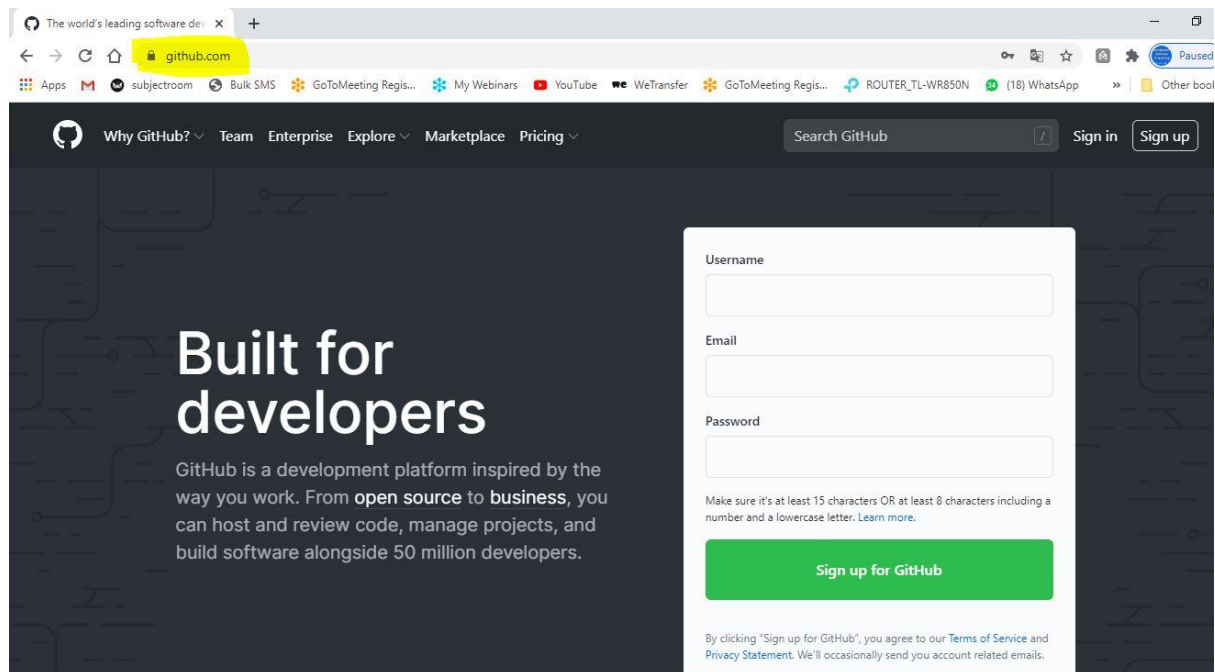 The world's leading software dev
github.com
Paused
Apps subjectroom Bulk SMS GoToMeeting Regis... My Webinars YouTube WeTransfer GoToMeeting Regis... ROUTER_TL-WR850N (18) WhatsApp » Other book
Why GitHub? Team Enterprise Explore Marketplace Pricing Search GitHub / Sign in Sign up
Built for
developers
GitHub is a development platform inspired by the
way you work. From open source to business, you
can host and review code, manage projects, and
build software alongside 50 million developers.
Username
Email
Password
Make sure it's at least 15 characters OR at least 8 characters including a
number and a lowercase letter. Learn more.
Sign up for GitHub
By clicking "Sign up for GitHub", you agree to our Terms of Service and
Privacy Statement. We'll occasionally send you account related emails.